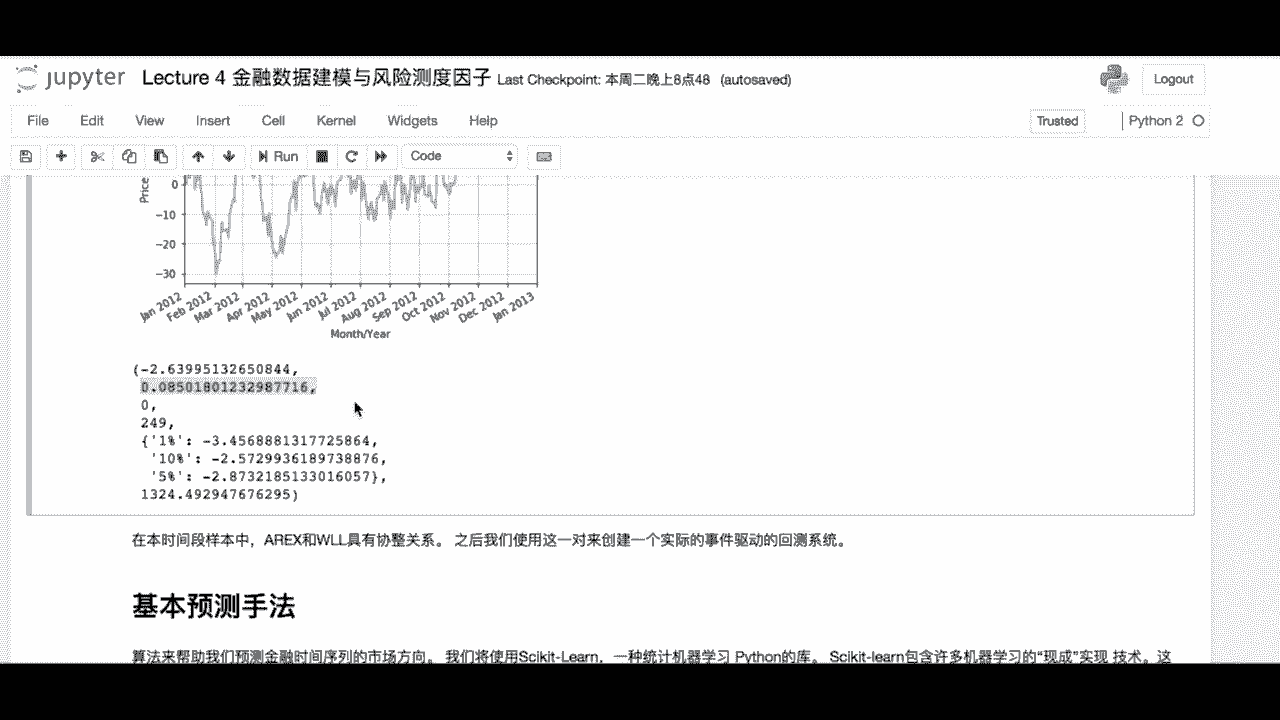 jupyter Lecture 4 金融数据建模与风险测度因子 Last Checkpoint: 本周二晚上8点48 (autosaved) Logout
File Edit View Insert Cell Kernel Widgets Help Trusted Python 2
Run Code
Price
0
-10
-20
-30
Jan 2012 Feb 2012 Mar 2012 Apr 2012 May 2012 Jun 2012 Jul 2012 Aug 2012 Sep 2012 Oct 2012 Nov 2012 Dec 2012 Jan 2013
Month/Year
(-2.63995132650844,
0.08501801232987716,
0,
249,
{'1%': -3.4568881317725864,
'10%': -2.5729936189738876,
'5%': -2.8732185133016057},
1324.492947676295)
在本时间段样本中，AREX和WLL具有协整关系。 之后我们使用这一对来创建一个实际的事件驱动的回测系统。
基本预测手法
算法来帮助我们预测金融时间序列的市场方向。 我们将使用Scikit-Learn，一种统计机器学习 Python的库。 Scikit-learn包含许多机器学习的“现成”实现 技术。这